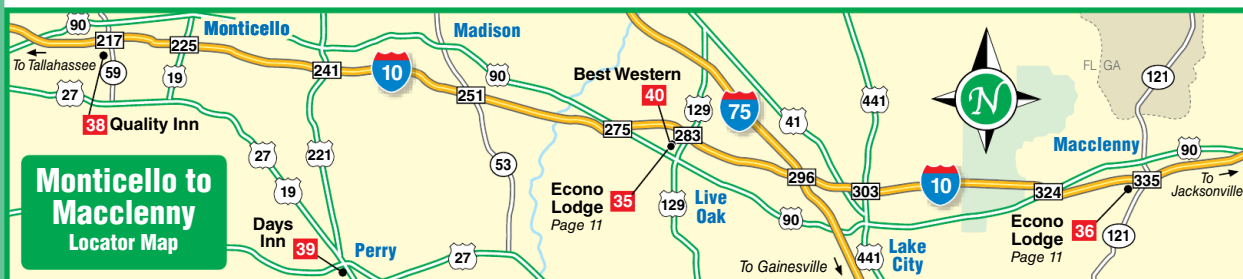 90
217
225
Monticello
Madison
To Tallahassee
59
19
241
10
90
27
38 Quality Inn
251
Best Western
40
129
75
41
441
N
FL
GA
121
275
283
Macclenny
90
27
221
53
296
303
10
324
335
To
Jacksonville
Monticello to
Macclenny
Locator Map
19
Econo
Lodge
35
Page 11
129
Live
Oak
90
Econo
Lodge
36
Page 11
121
Days
Inn
39
Perry
27
To Gainesville
441
Lake
City